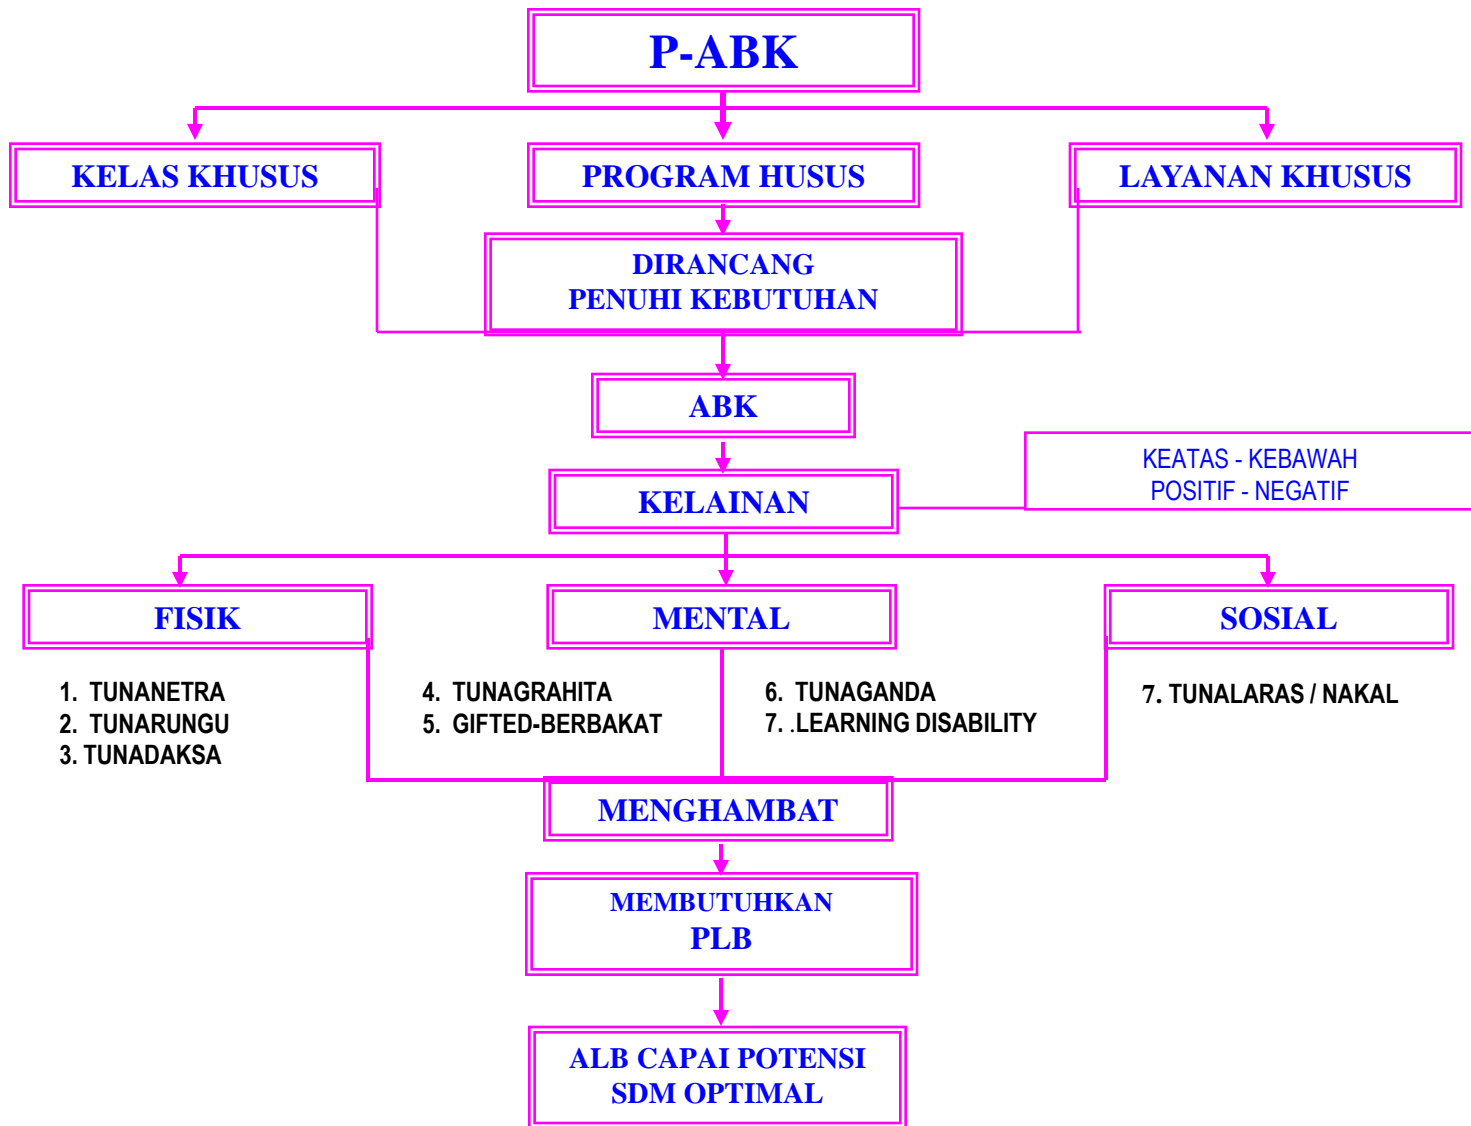 P-ABK
KELAS KHUSUS
PROGRAM HUSUS
LAYANAN KHUSUS
DIRANCANG
PENUHI KEBUTUHAN
ABK
KEATAS - KEBAWAH
POSITIF - NEGATIF
KELAINAN
FISIK
MENTAL
SOSIAL
1. TUNANETRA
2. TUNARUNGU
3. TUNADAKSA
4. TUNAGRAHITA
5. GIFTED-BERBAKAT
6. TUNAGANDA
7. .LEARNING DISABILITY
7. TUNALARAS / NAKAL
MENGHAMBAT
MEMBUTUHKAN
PLB
ALB CAPAI POTENSI
SDM OPTIMAL